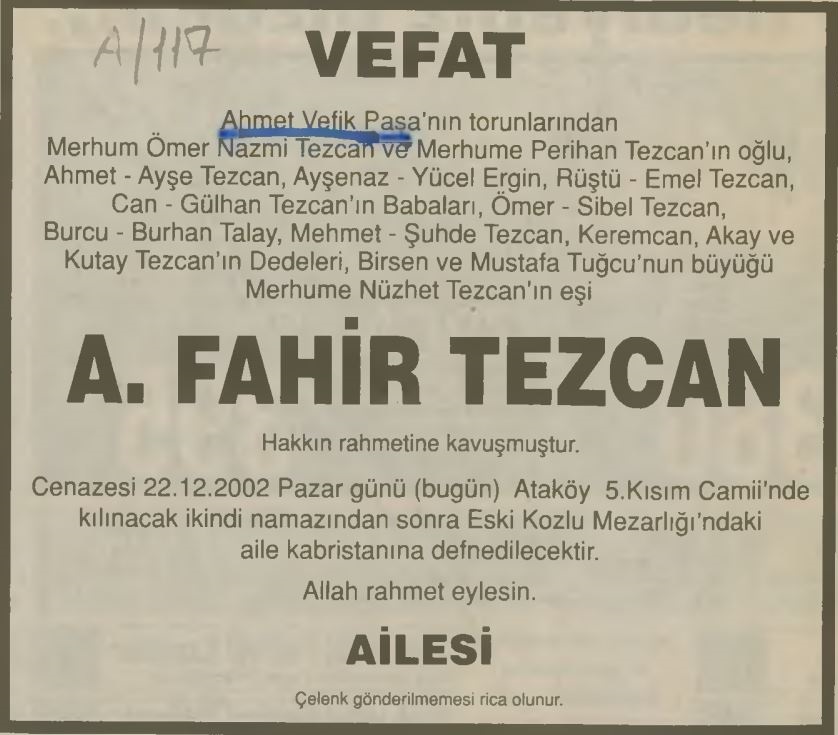 A/117
VEFAT
Ahmet Vefik Paşa'nın torunlarından
Merhum Ömer Nazmi Tezcan ve Merhume Perihan Tezcan'ın oğlu,
Ahmet - Ayşe Tezcan, Ayşenaz - Yücel Ergin, Rüştü - Emel Tezcan,
Can - Gülhan Tezcan'ın Babaları, Ömer - Sibel Tezcan,
Burcu - Burhan Talay, Mehmet - Şuhde Tezcan, Keremcan, Akay ve
Kutay Tezcan'ın Dedeleri, Birsen ve Mustafa Tuğcu'nun büyüğü
Merhume Nüzhet Tezcan'ın eşi
A. FAHİR TEZCAN
Hakkın rahmetine kavuşmuştur.
Cenazesi 22.12.2002 Pazar günü (bugün) Ataköy 5.Kısım Camii'nde
kılınacak ikindi namazından sonra Eski Kozlu Mezarlığı'ndaki
aile kabristanına defnedilecektir.
Allah rahmet eylesin.
AİLESİ
Çelenk gönderilmemesi rica olunur.